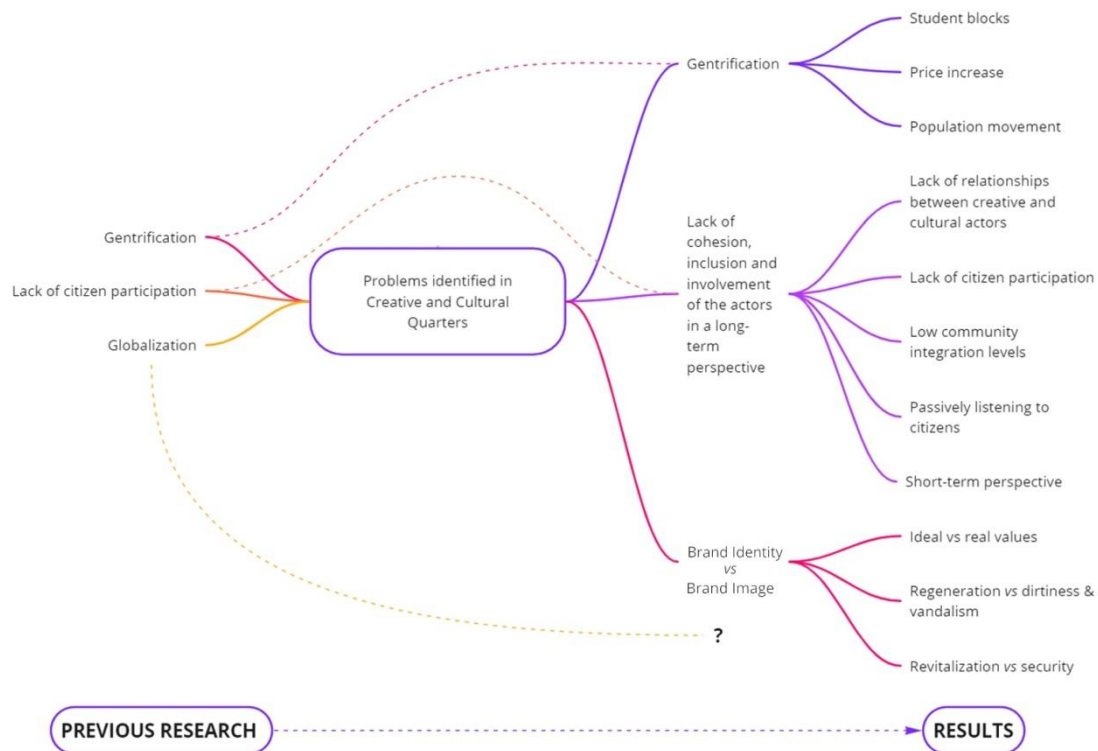 Gentrification
Lack of citizen participation
Globalization
Problems identified in
Creative and Cultural
Quarters
Gentrification
Student blocks
Price increase
Population movement
Lack of
cohesion,
inclusion and
involvement
of the actors
in a long-
term
perspective
Lack of relationships
between creative and
cultural actors
Lack of citizen participation
Low community
integration levels
Passively listening to
citizens
Short-term perspective
Brand Identity
vs
Brand Image
Ideal vs real values
Regeneration vs dirtiness &
vandalism
Revitalization vs security
?
PREVIOUS RESEARCH
RESULTS